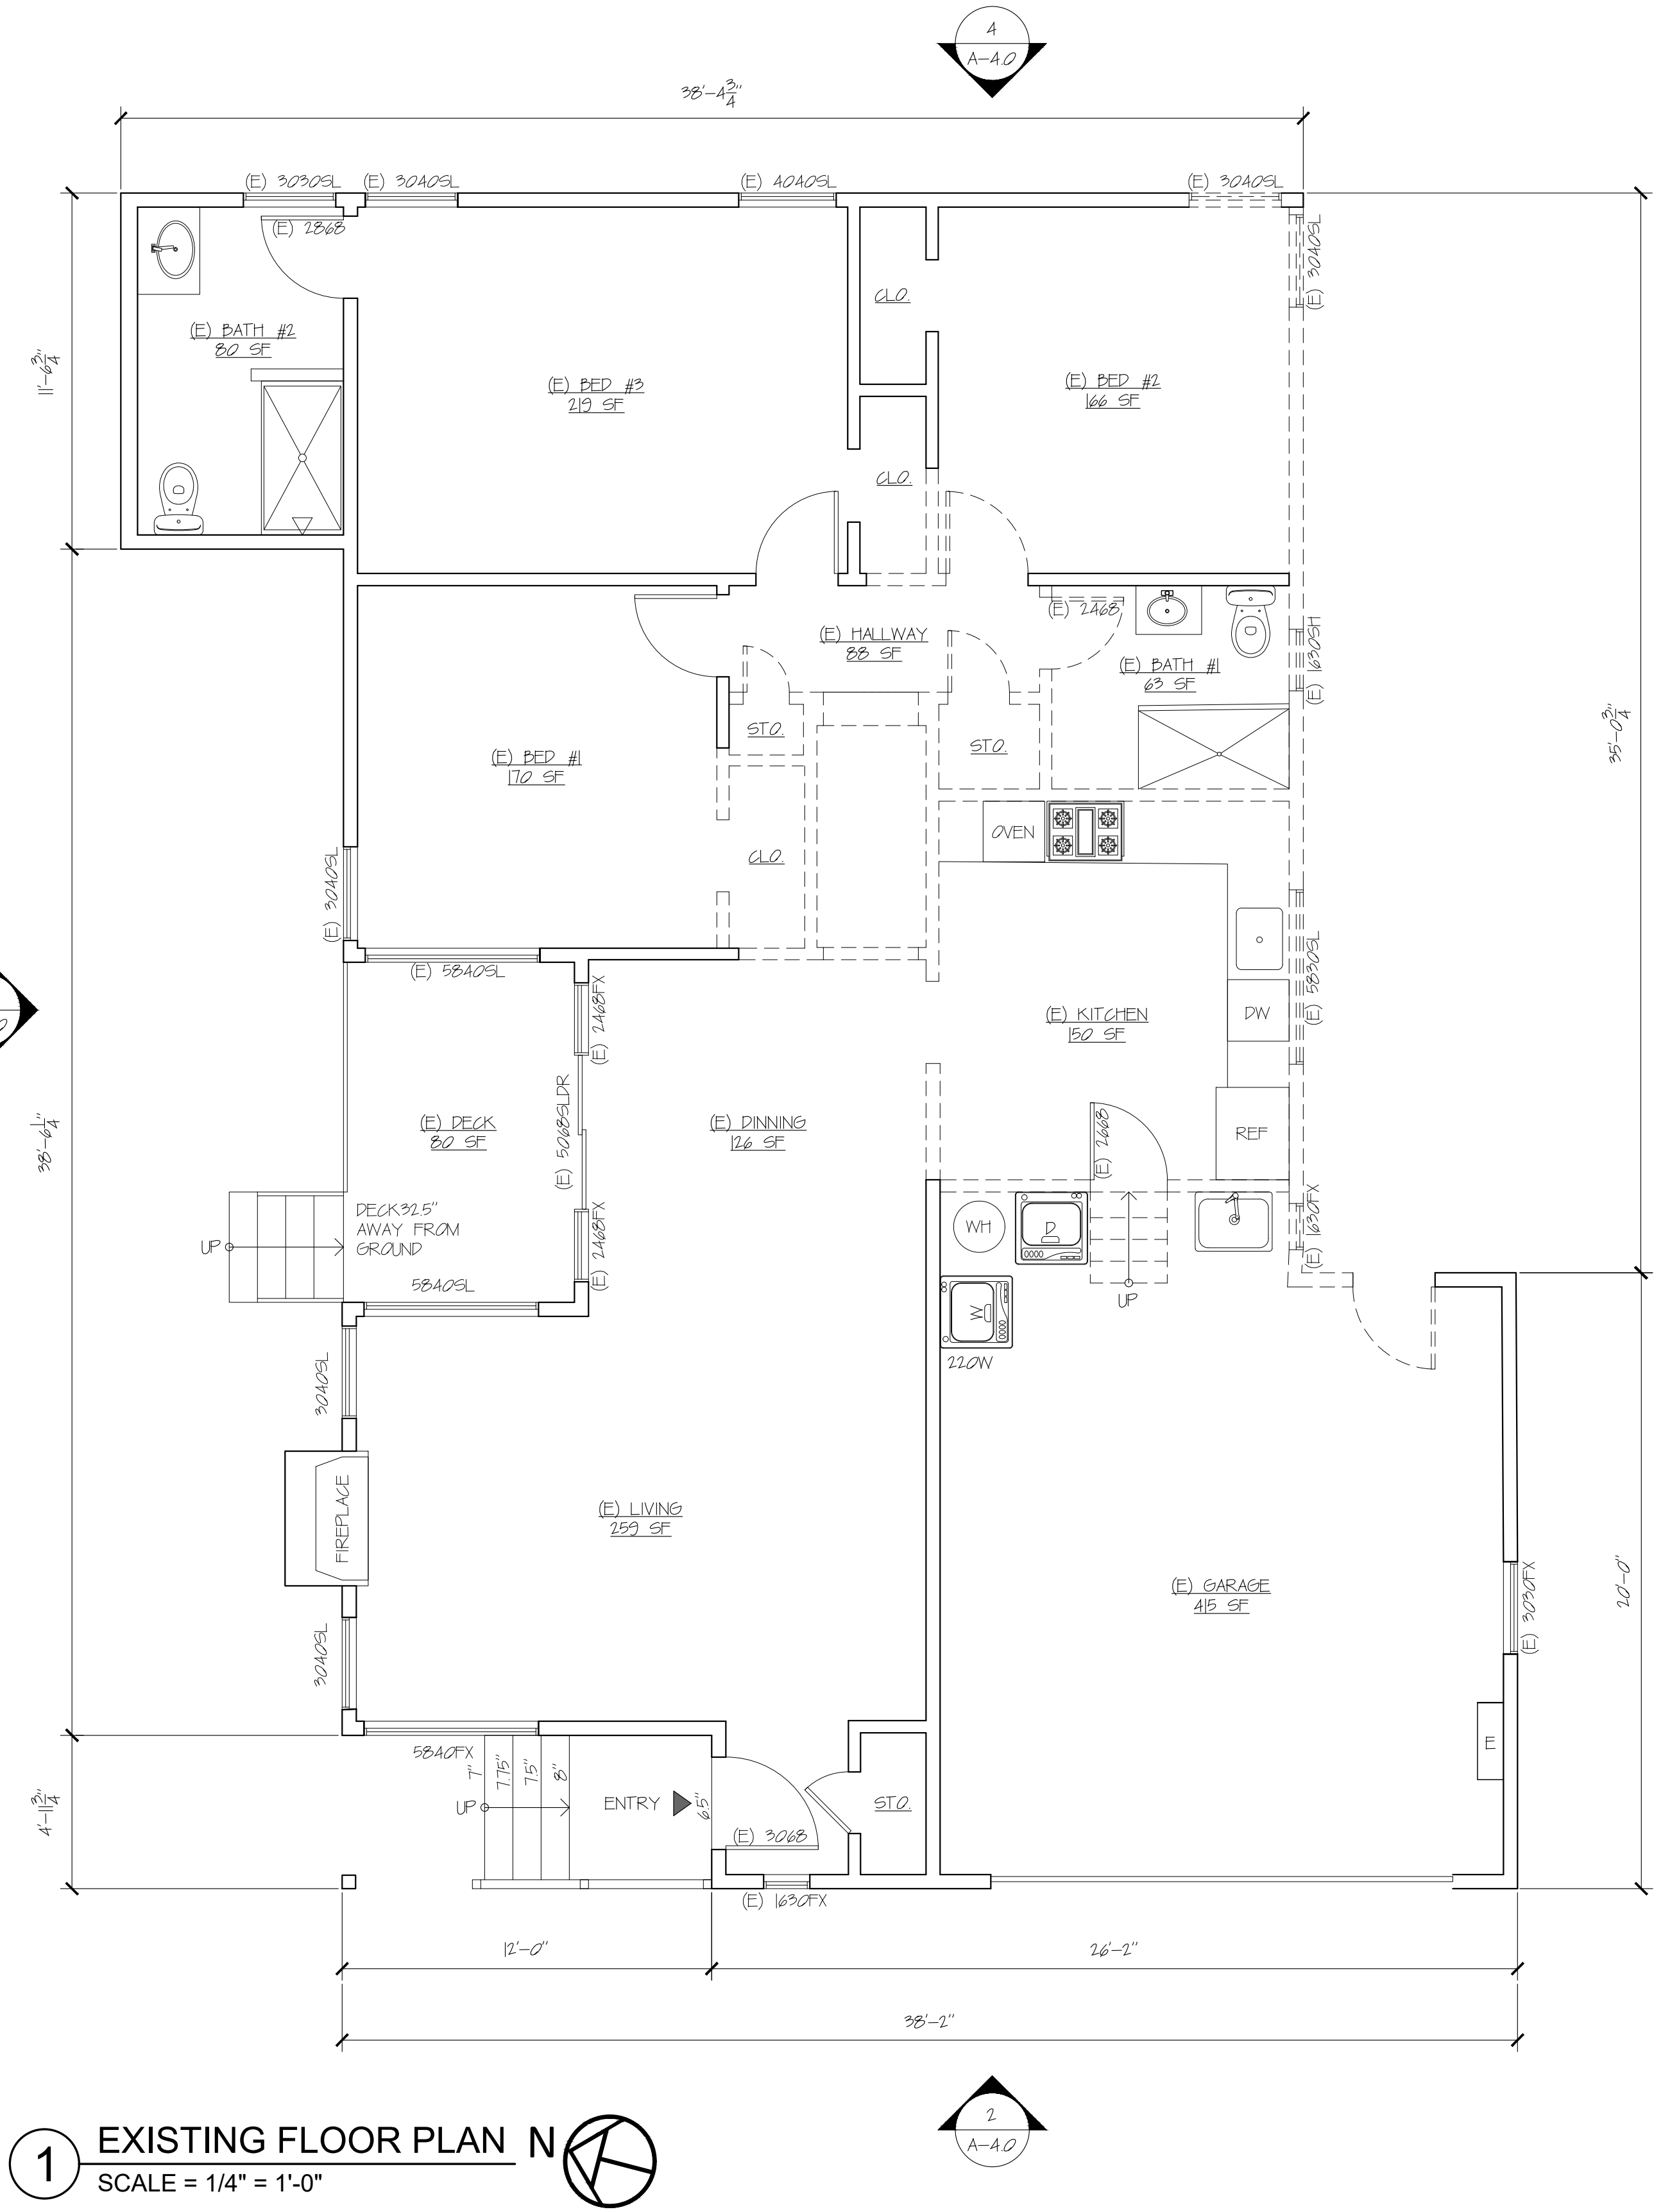 4
A-4.0
38'-4 3/4"
(E) 3030SL
(E) 3040SL
(E) 4040SL
(E) 3040SL
(E) 2868
(E) 3040SL
CLO.
(E) BATH #2
80 SF
11'-6 3/4"
(E) BED #3
219 SF
(E) BED #2
166 SF
CLO.
(E) 2468
(E) HALLWAY
88 SF
(E) 1630SH
(E) BATH #1
63 SF
STO.
STO.
35'-0 3/4"
(E) BED #1
170 SF
OVEN
CLO.
(E) 3040SL
(E) 5840SL
(E) 2468FX
(E) 5830SL
(E) KITCHEN
150 SF
DW
(E) DECK
80 SF
(E) 5068SLDR
(E) DINNING
126 SF
(E) 2668
REF
38'-6 1/4"
DECK32.5"
AWAY FROM
GROUND
UP
(E) 2468FX
WH
D
(E) 1630FX
5840SL
W
UP
220W
3040SL
FIREPLACE
(E) LIVING
259 SF
(E) GARAGE
415 SF
(E) 3030FX
20'-0"
3040SL
5840FX
7"
7.75"
7.5"
8"
E
UP
ENTRY
6.5"
STO.
4'-11 3/4"
(E) 3068
(E) 1630FX
12'-0"
26'-2"
38'-2"
2
A-4.0
1
EXISTING FLOOR PLAN
N
SCALE = 1/4" = 1'-0"